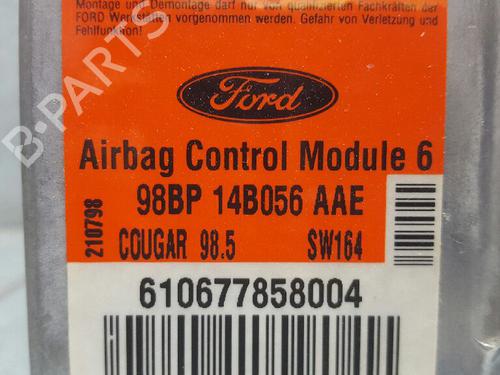 Montage und Demontage darf nur von qualifizierten Fachkräften der
FORD Werkstätten vorgenommen werden. Gefahr von Verletzung und
Fehlfunktion!
Ford
Airbag Control Module 6
98BP 14B056 AAE
210798
COUGAR 98.5 SW164
610677858004
B-PARTS